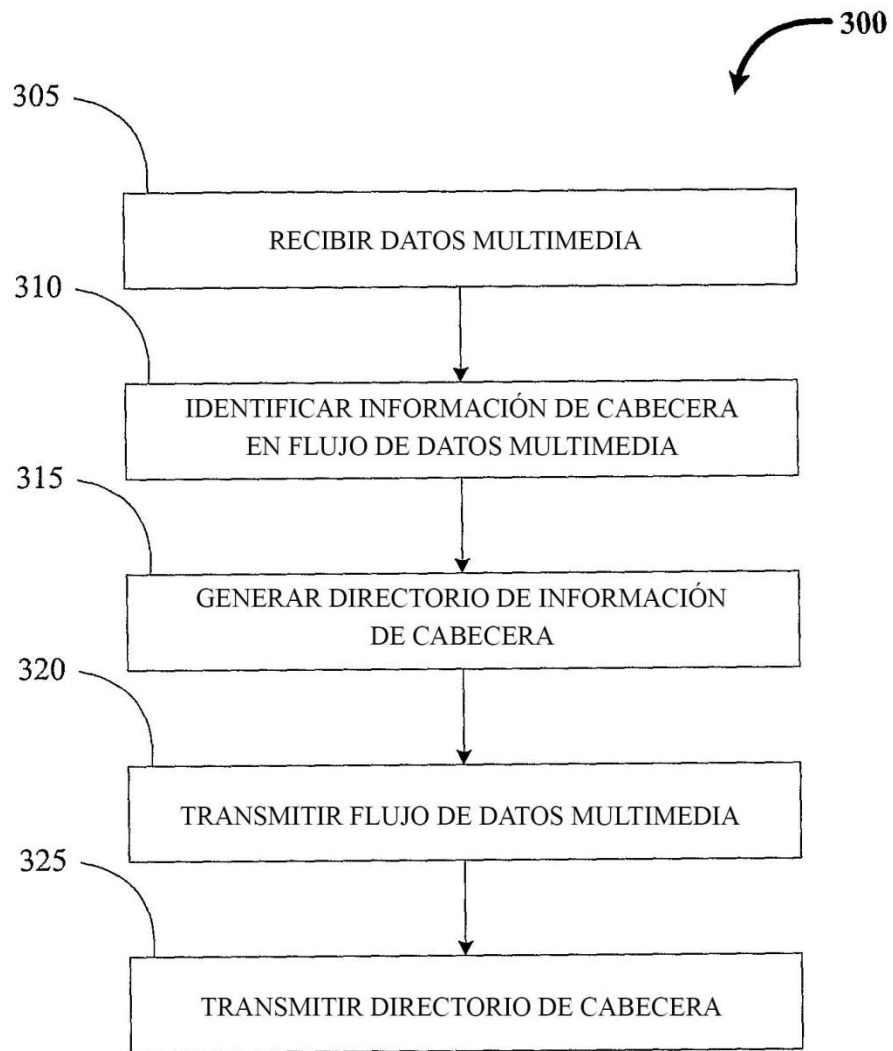 300
305
RECIBIR DATOS MULTIMEDIA
310
IDENTIFICAR INFORMACIÓN DE CABECERA
EN FLUJO DE DATOS MULTIMEDIA
315
GENERAR DIRECTORIO DE INFORMACIÓN
DE CABECERA
320
TRANSMITIR FLUJO DE DATOS MULTIMEDIA
325
TRANSMITIR DIRECTORIO DE CABECERA